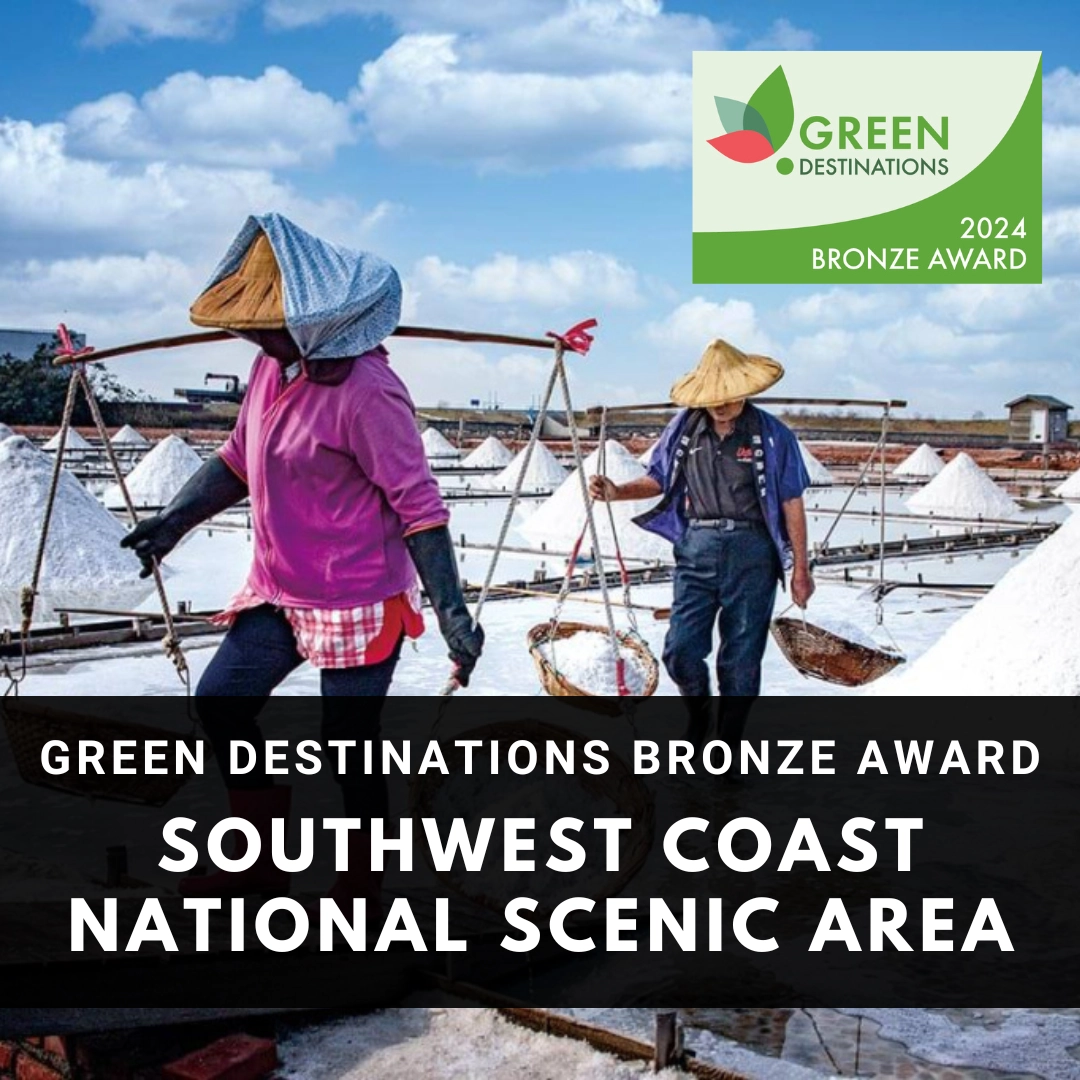 GREEN
DESTINATIONS
2024
BRONZE AWARD
GREEN DESTINATIONS BRONZE AWARD
SOUTHWEST COAST
NATIONAL SCENIC AREA